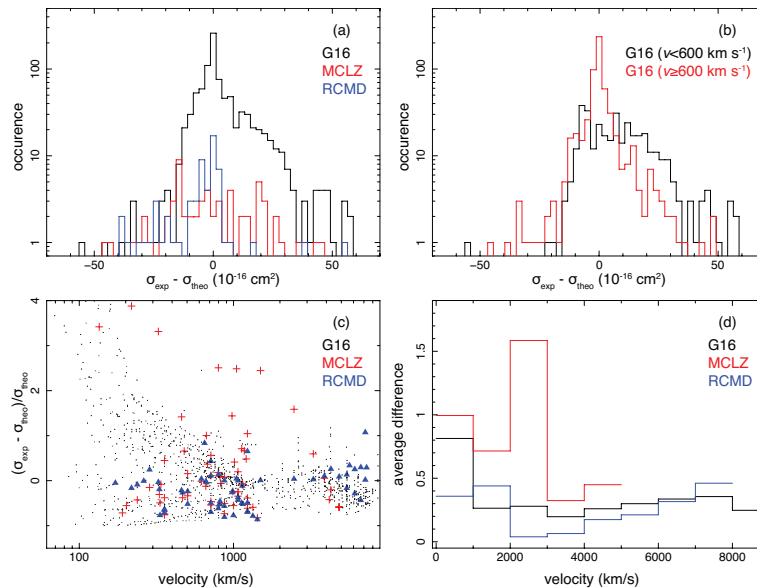 (a)
G16
MCLZ
RCMD
occurence
100
10
1
−50
0
50
σexp - σtheo (10⁻¹⁶ cm²)
(b)
G16 (v<600 km s⁻¹)
G16 (v≥600 km s⁻¹)
occurence
100
10
1
−50
0
50
σexp - σtheo (10⁻¹⁶ cm²)
(c)
G16
MCLZ
RCMD
(σexp - σtheo)/σtheo
4
2
0
100
1000
velocity (km/s)
(d)
G16
MCLZ
RCMD
average difference
1.5
1
0.5
0
0
2000
4000
6000
8000
velocity (km/s)